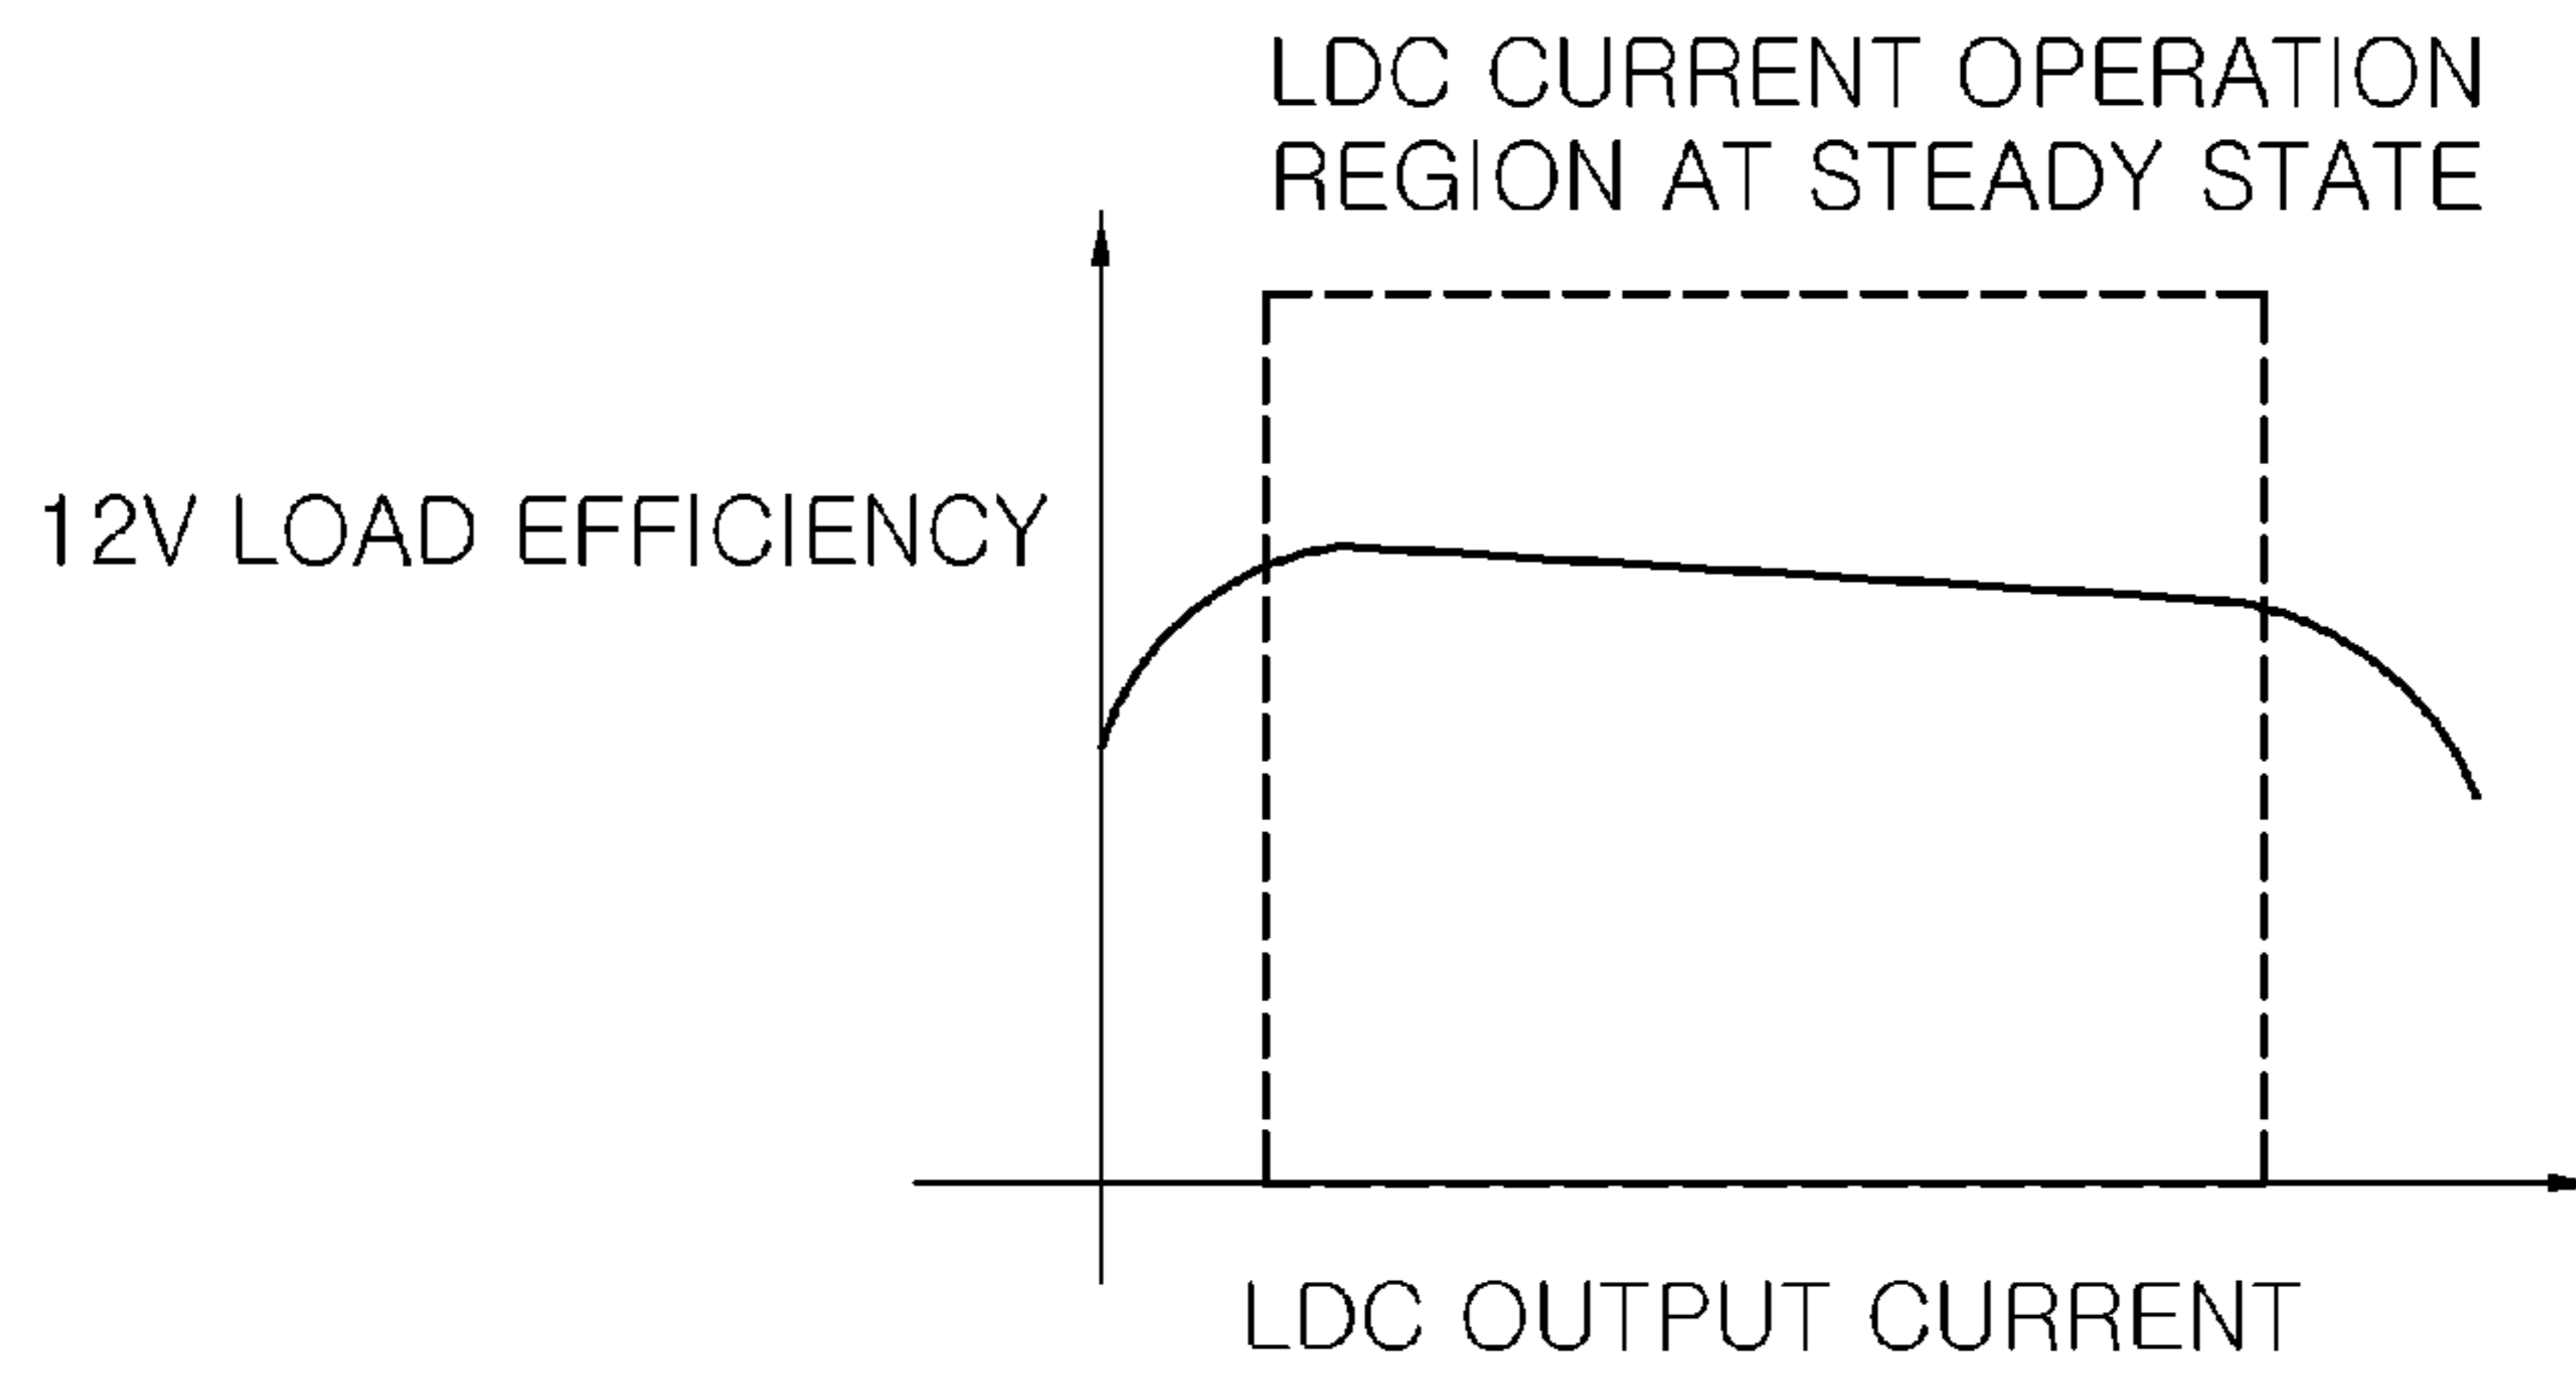 LDC CURRENT OPERATION
REGION AT STEADY STATE
12V LOAD EFFICIENCY
LDC OUTPUT CURRENT